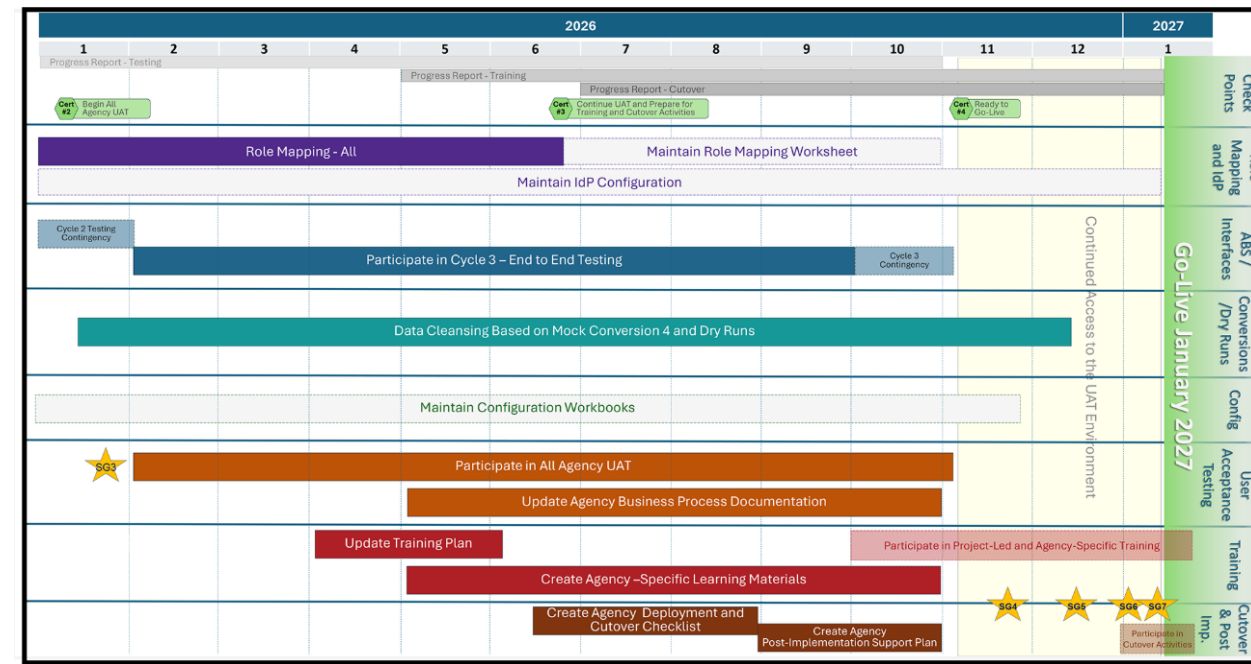 2026
2027
1 2 3 4 5 6 7 8 9 10 11 12 1
Progress Report - Testing
Progress Report - Training
Progress Report - Cutover
Cert
#2
Begin All
Agency UAT
Cert
#3
Continue UAT and Prepare for
Training and Cutover Activities
Cert
#4
Ready to
Go-Live
Check
Points
Role Mapping - All
Maintain Role Mapping Worksheet
Maintain IdP Configuration
Mapping
and IdP
Cycle 2 Testing
Contingency
Participate in Cycle 3 – End to End Testing
Cycle 3
Contingency
ABS /
Interfaces
Data Cleansing Based on Mock Conversion 4 and Dry Runs
Conversions
/Dry Runs
Maintain Configuration Workbooks
Config
Continued Access to the UAT Environment
Go-Live January 2027
SG3
Participate in All Agency UAT
Update Agency Business Process Documentation
User
Acceptance
Testing
Update Training Plan
Participate in Project-Led and Agency-Specific Training
Create Agency –Specific Learning Materials
Training
SG4
SG5
SG6
SG7
Create Agency Deployment and
Cutover Checklist
Create Agency
Post-Implementation Support Plan
Participate in
Cutover Activities
Cutover
& Post
Imp.